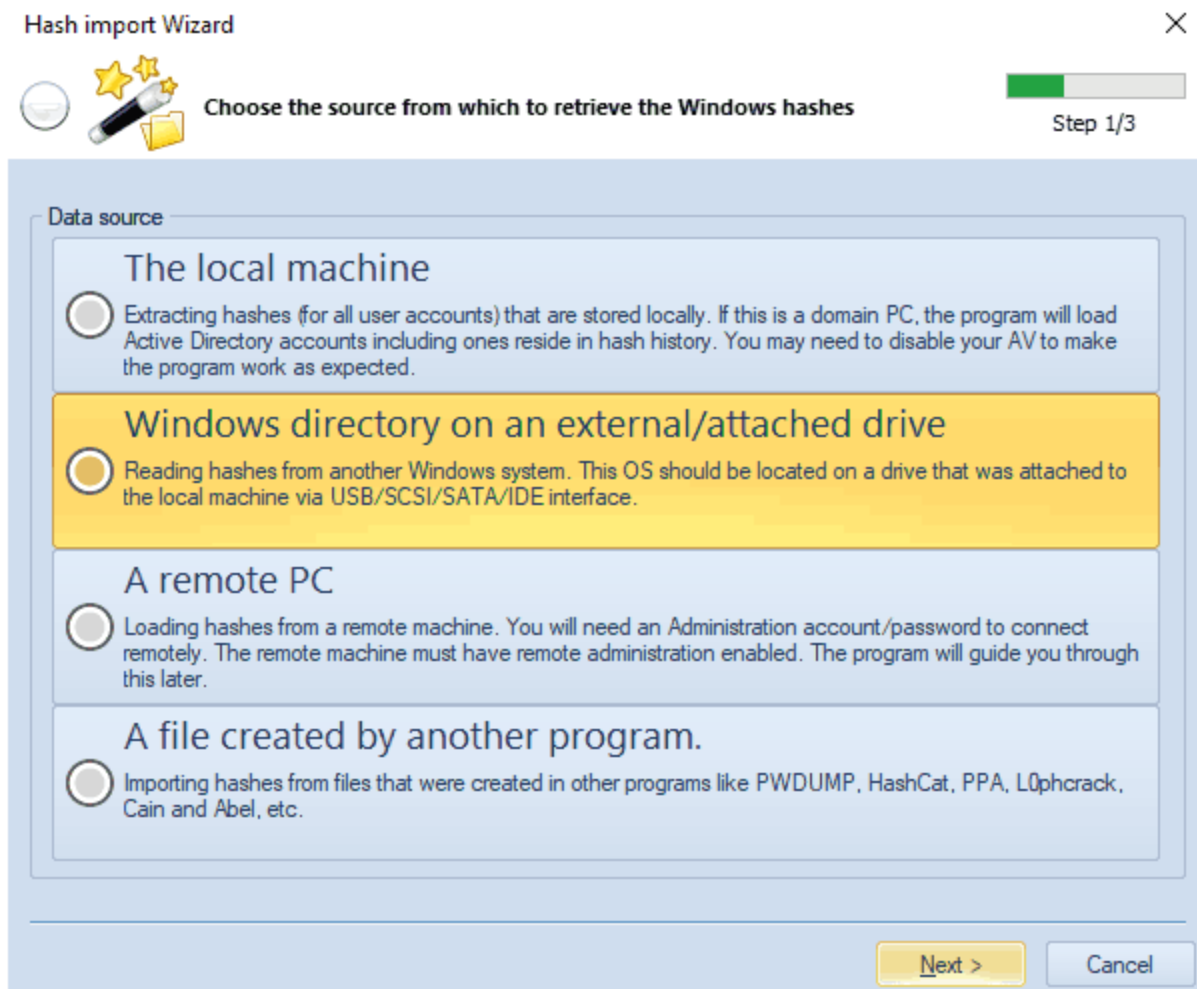 Hash import Wizard
Choose the source from which to retrieve the Windows hashes
Step 1/3
Data source
The local machine
Extracting hashes (for all user accounts) that are stored locally. If this is a domain PC, the program will load
Active Directory accounts including ones reside in hash history. You may need to disable your AV to make
the program work as expected.
Windows directory on an external/attached drive
Reading hashes from another Windows system. This OS should be located on a drive that was attached to
the local machine via USB/SCSI/SATA/IDE interface.
A remote PC
Loading hashes from a remote machine. You will need an Administration account/password to connect
remotely. The remote machine must have remote administration enabled. The program will guide you through
this later.
A file created by another program.
Importing hashes from files that were created in other programs like PWDUMP, HashCat, PPA, L0phcrack,
Cain and Abel, etc.
Next >
Cancel